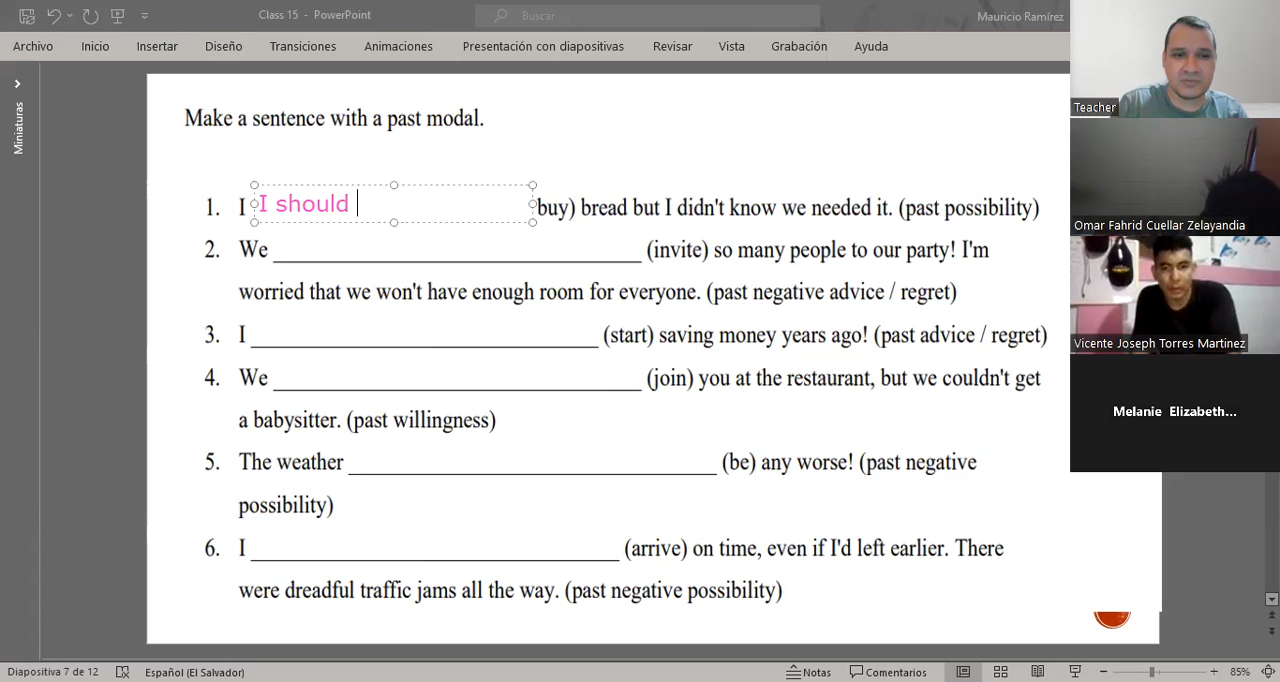 Class 15 - PowerPoint
Buscar
Mauricio Ramírez
Archivo Inicio Insertar Diseño Transiciones Animaciones Presentación con diapositivas Revisar Vista Grabación Ayuda
Miniaturas
Make a sentence with a past modal.
1. I I should buy) bread but I didn't know we needed it. (past possibility)
2. We ________ (invite) so many people to our party! I'm
worried that we won't have enough room for everyone. (past negative advice / regret)
3. I ________ (start) saving money years ago! (past advice / regret)
4. We ________ (join) you at the restaurant, but we couldn't get
a babysitter. (past willingness)
5. The weather ________ (be) any worse! (past negative
possibility)
6. I ________ (arrive) on time, even if I'd left earlier. There
were dreadful traffic jams all the way. (past negative possibility)
Teacher
Omar Fahrid Cuellar Zelayandia
Vicente Joseph Torres Martinez
Melanie Elizabeth...
Diapositiva 7 de 12 Español (El Salvador) Notas Comentarios 85%